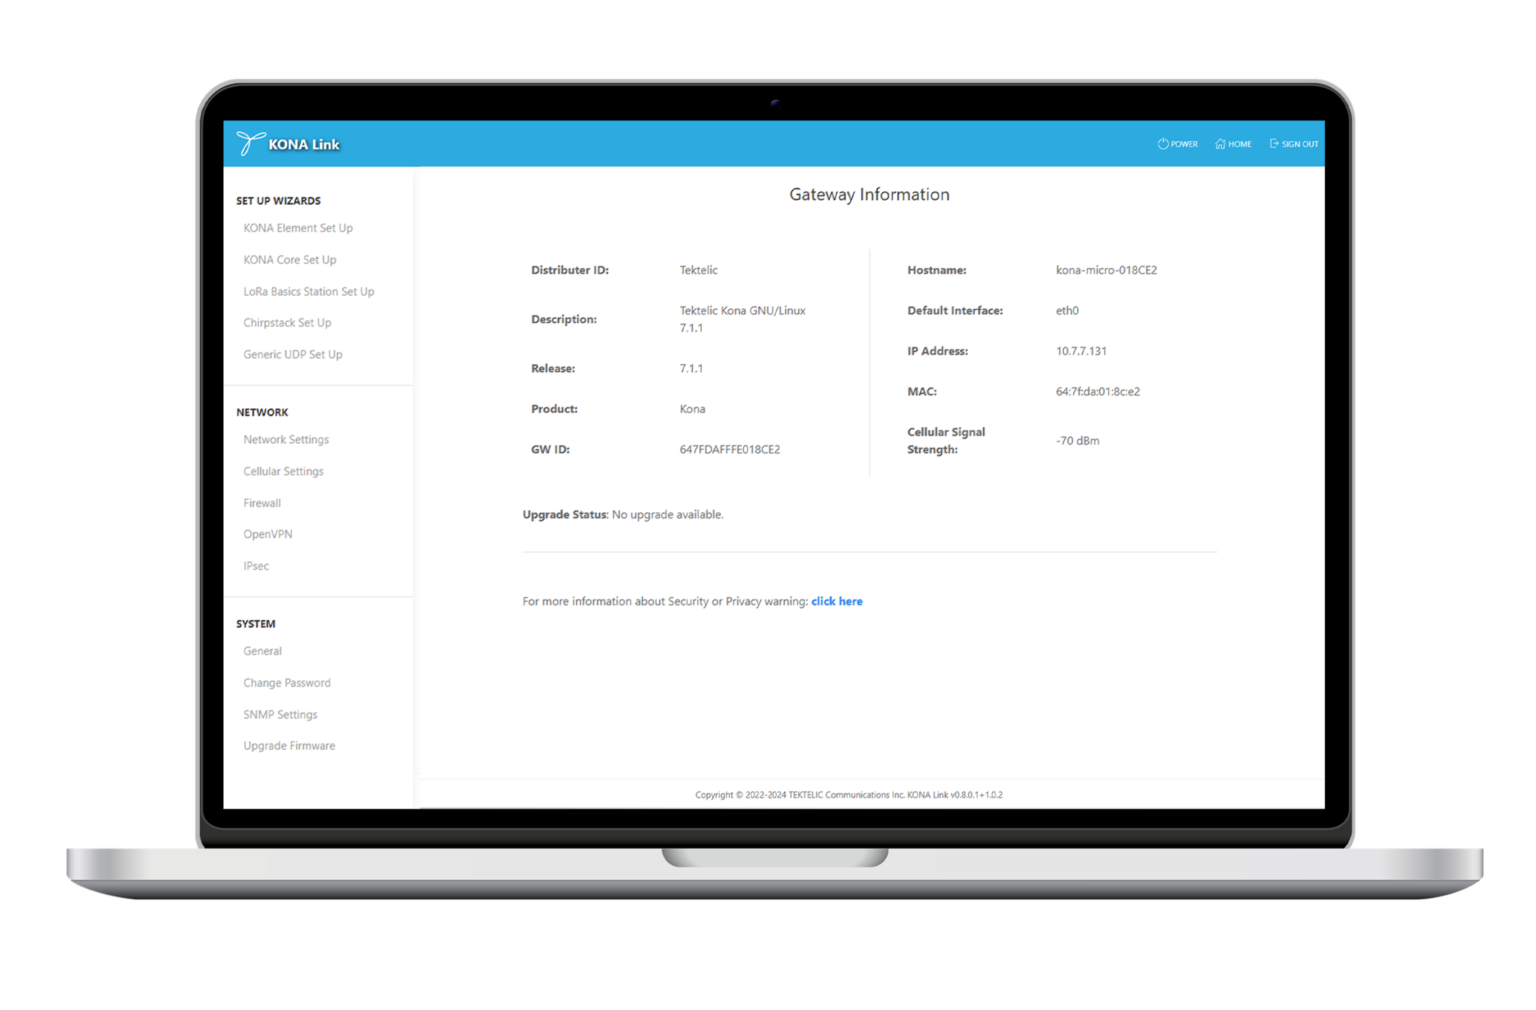 KONA Link
POWER
HOME
SIGN OUT
SET UP WIZARDS
KONA Element Set Up
KONA Core Set Up
LoRa Basics Station Set Up
Chirpstack Set Up
Generic UDP Set Up
NETWORK
Network Settings
Cellular Settings
Firewall
OpenVPN
IPsec
SYSTEM
General
Change Password
SNMP Settings
Upgrade Firmware
Gateway Information
Distributer ID: Tektelic
Description: Tektelic Kona GNU/Linux
7.1.1
Release: 7.1.1
Product: Kona
GW ID: 647FDAFFFE018CE2
Hostname: kona-micro-018CE2
Default Interface: eth0
IP Address: 10.7.7.131
MAC: 64:7f:da:01:8c:e2
Cellular Signal
Strength: -70 dBm
Upgrade Status: No upgrade available.
For more information about Security or Privacy warning: click here
Copyright © 2022-2024 TEKTELIC Communications Inc. KONA Link v0.8.0.1+1.0.2